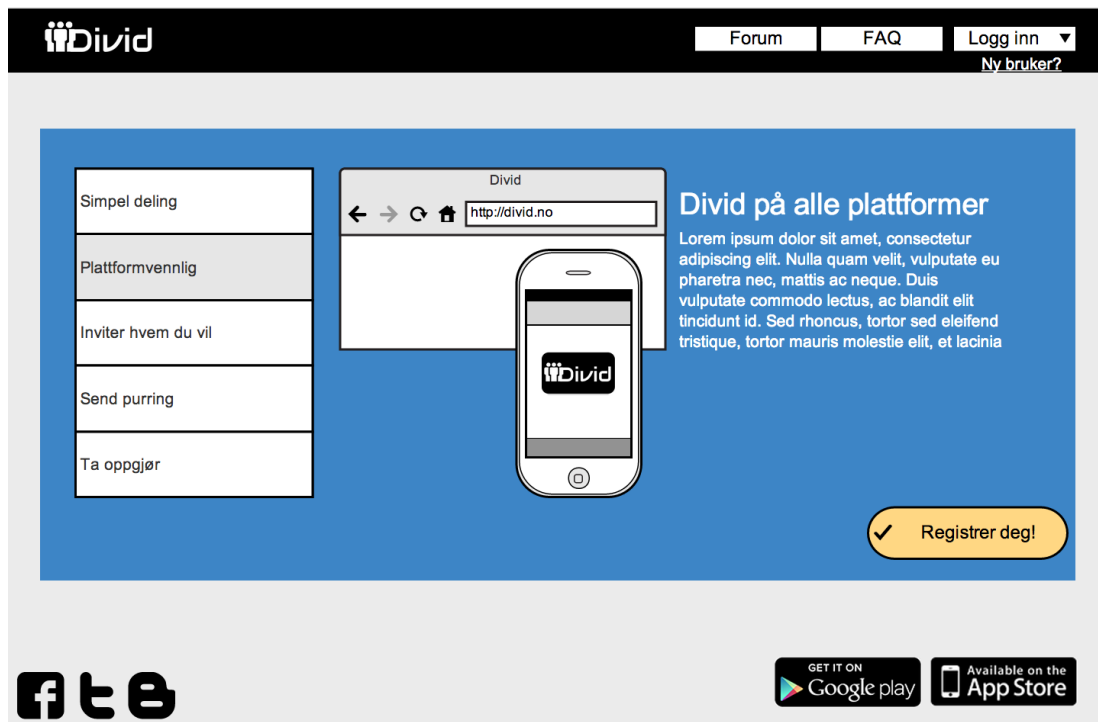 Divid
Forum
FAQ
Logg inn
Ny bruker?
Simpel deling
Plattformvennlig
Inviter hvem du vil
Send purring
Ta oppgjør
Divid
http://divid.no
Divid
Divid på alle plattformer
Lorem ipsum dolor sit amet, consectetur
adipiscing elit. Nulla quam velit, vulputate eu
pharetra nec, mattis ac neque. Duis
vulputate commodo lectus, ac blandit elit
tincidunt id. Sed rhoncus, tortor sed eleifend
tristique, tortor mauris molestie elit, et lacinia
Registrer deg!
GET IT ON
Google play
Available on the
App Store